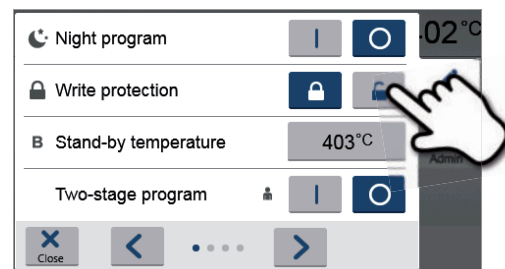 Night program
.02°C
Write protection
B Stand-by temperature 403°C
Admin
Two-stage program
Close